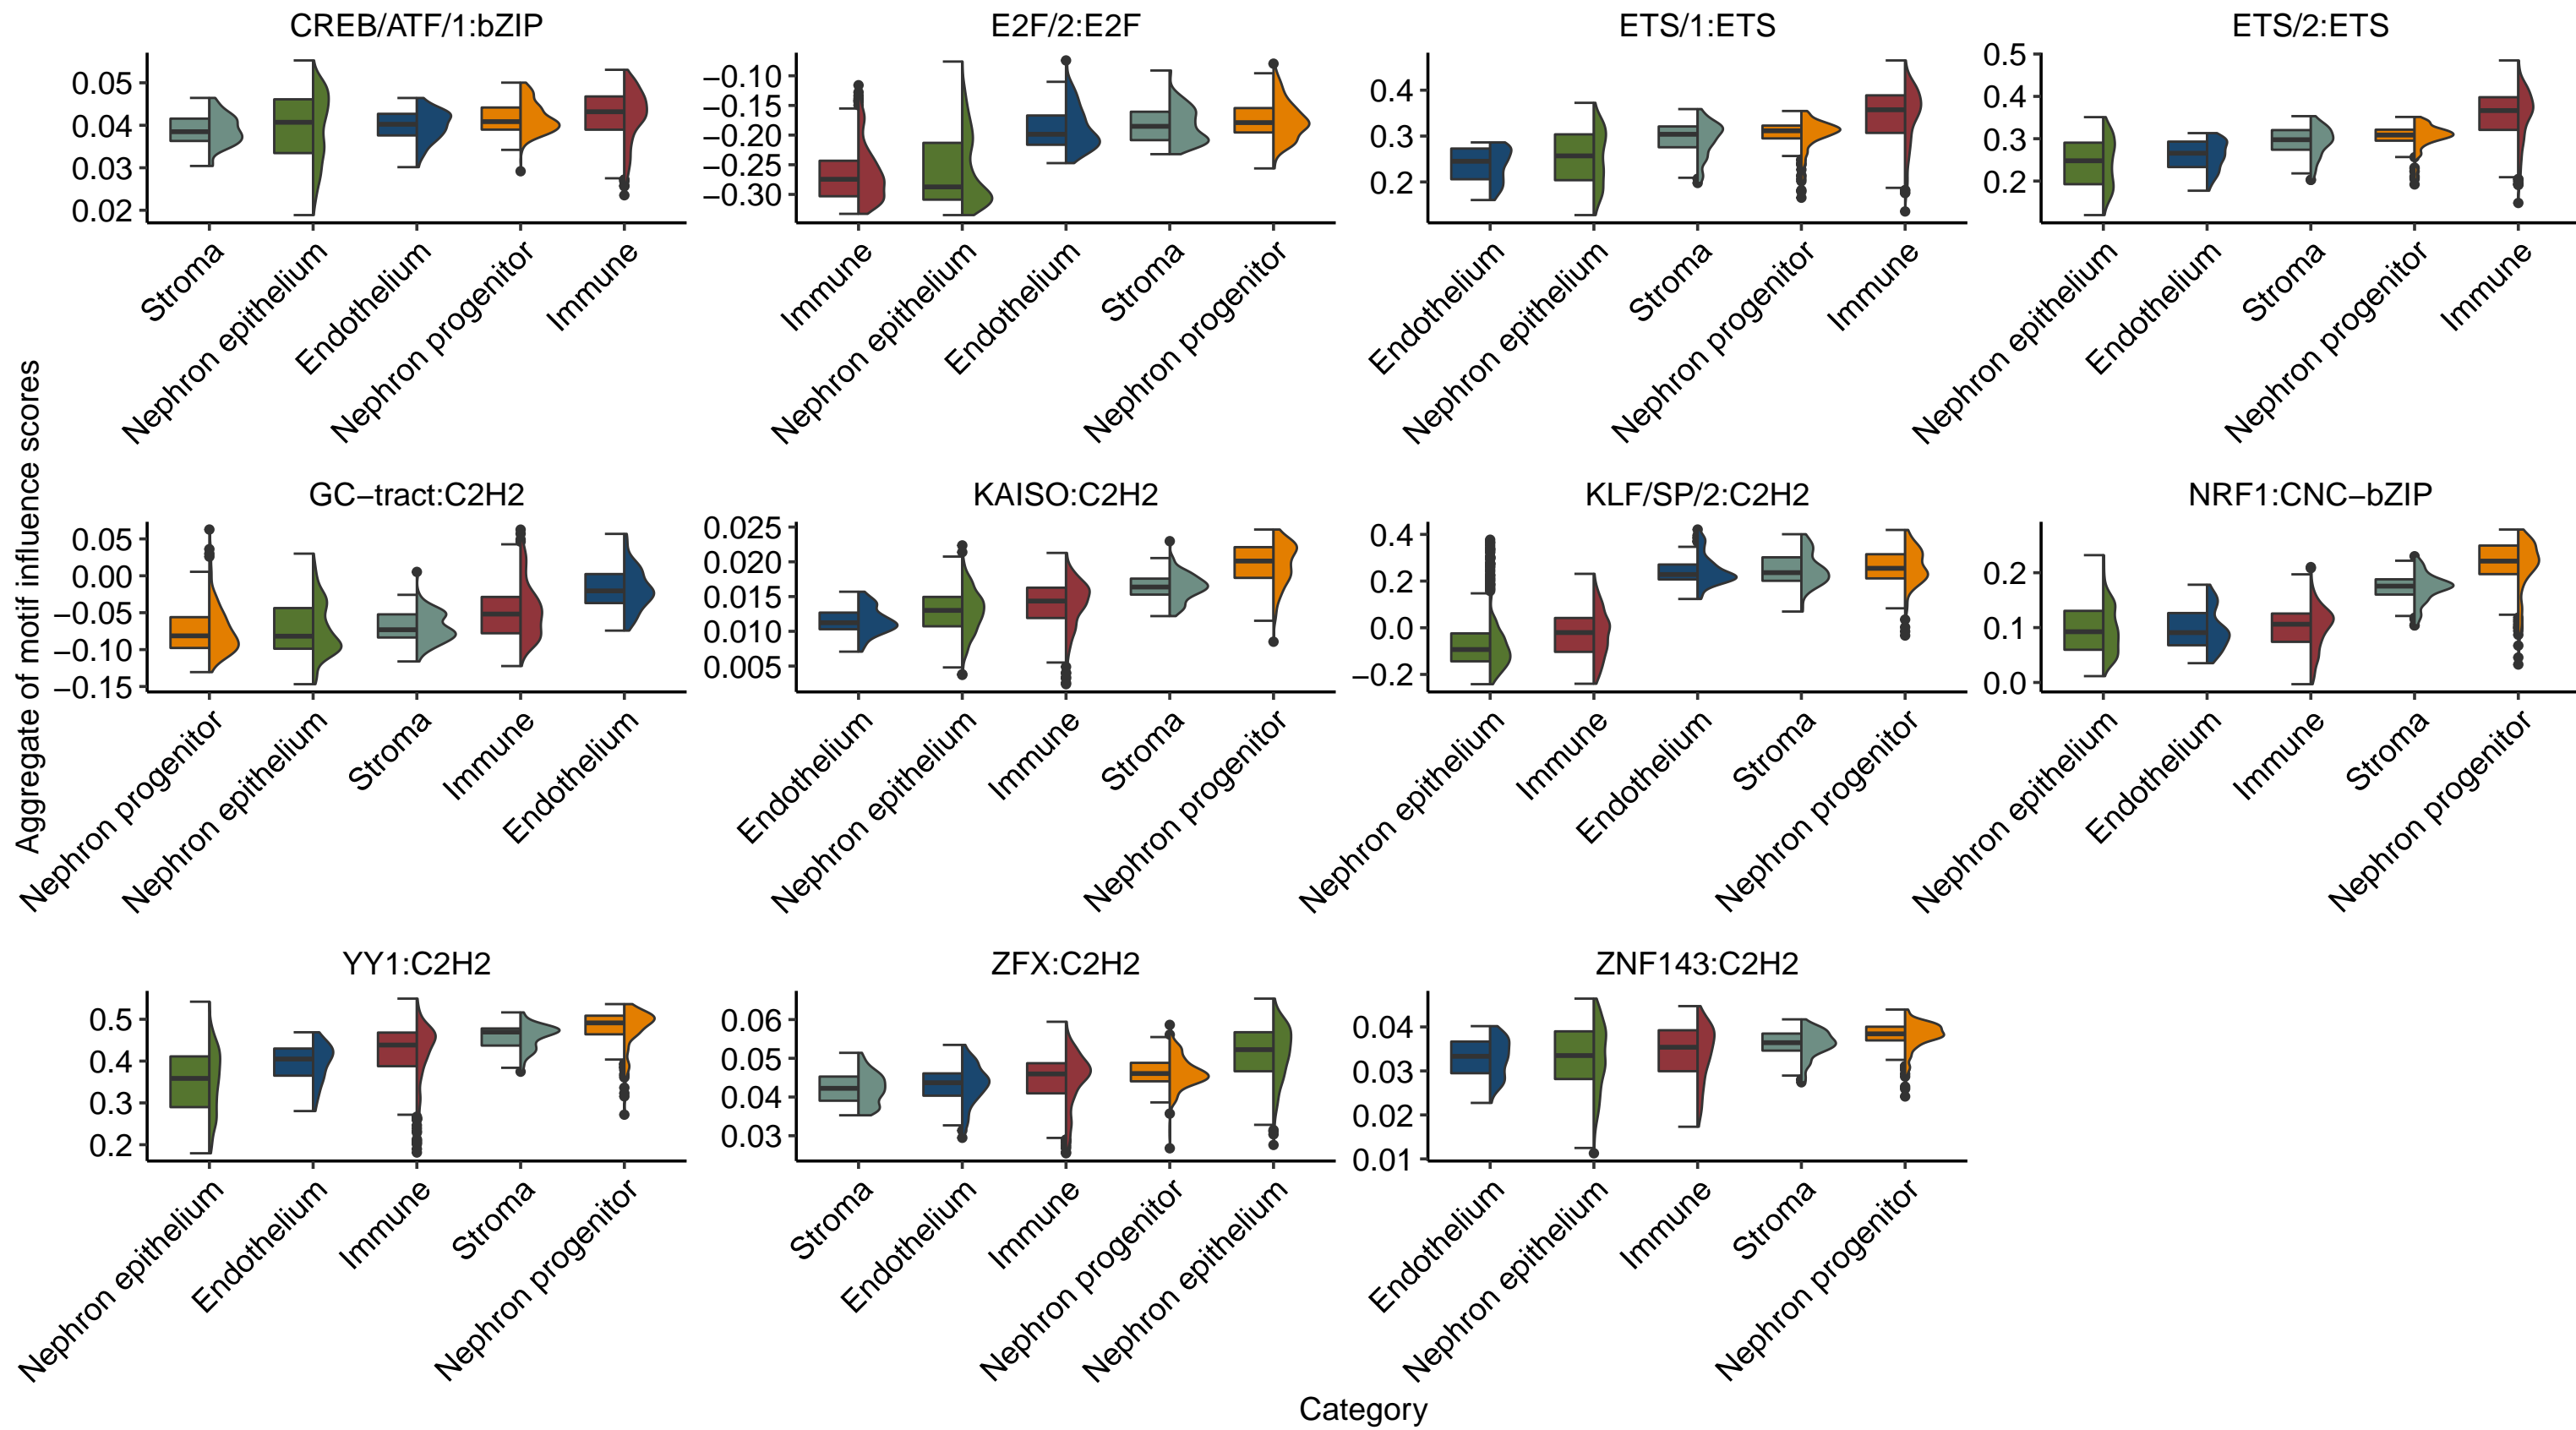 CREB/ATF/1:bZIP
E2F/2:E2F
ETS/1:ETS
ETS/2:ETS
0.05
0.04
0.03
0.02
−0.10
−0.15
−0.20
−0.25
−0.30
0.4
0.3
0.2
0.5
0.4
0.3
0.2
Stroma
Nephron epithelium
Endothelium
Nephron progenitor
Immune
Immune
Nephron epithelium
Endothelium
Stroma
Nephron progenitor
Endothelium
Nephron epithelium
Stroma
Nephron progenitor
Immune
Nephron epithelium
Endothelium
Stroma
Nephron progenitor
Immune
Aggregate of motif influence scores
GC−tract:C2H2
KAISO:C2H2
KLF/SP/2:C2H2
NRF1:CNC−bZIP
0.05
0.00
−0.05
−0.10
−0.15
0.025
0.020
0.015
0.010
0.005
0.4
0.2
0.0
−0.2
0.2
0.1
0.0
Nephron progenitor
Nephron epithelium
Stroma
Immune
Endothelium
Endothelium
Nephron epithelium
Immune
Stroma
Nephron progenitor
Nephron epithelium
Immune
Endothelium
Stroma
Nephron progenitor
Nephron epithelium
Endothelium
Immune
Stroma
Nephron progenitor
YY1:C2H2
ZFX:C2H2
ZNF143:C2H2
0.5
0.4
0.3
0.2
0.06
0.05
0.04
0.03
0.04
0.03
0.02
0.01
Nephron epithelium
Endothelium
Immune
Stroma
Nephron progenitor
Stroma
Endothelium
Immune
Nephron progenitor
Nephron epithelium
Endothelium
Nephron epithelium
Immune
Stroma
Nephron progenitor
Category